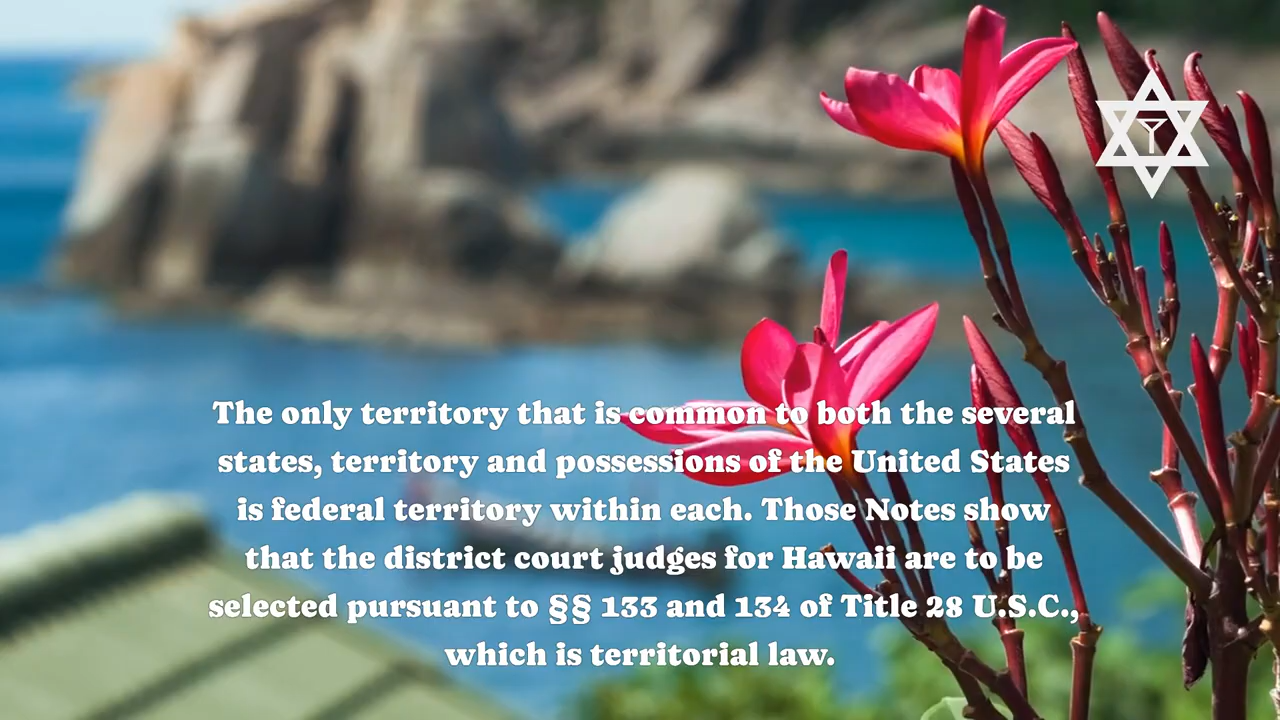 The only territory that is common to both the several
states, territory and possessions of the United States
is federal territory within each. Those Notes show
that the district court judges for Hawaii are to be
selected pursuant to §§ 133 and 134 of Title 28 U.S.C.,
which is territorial law.